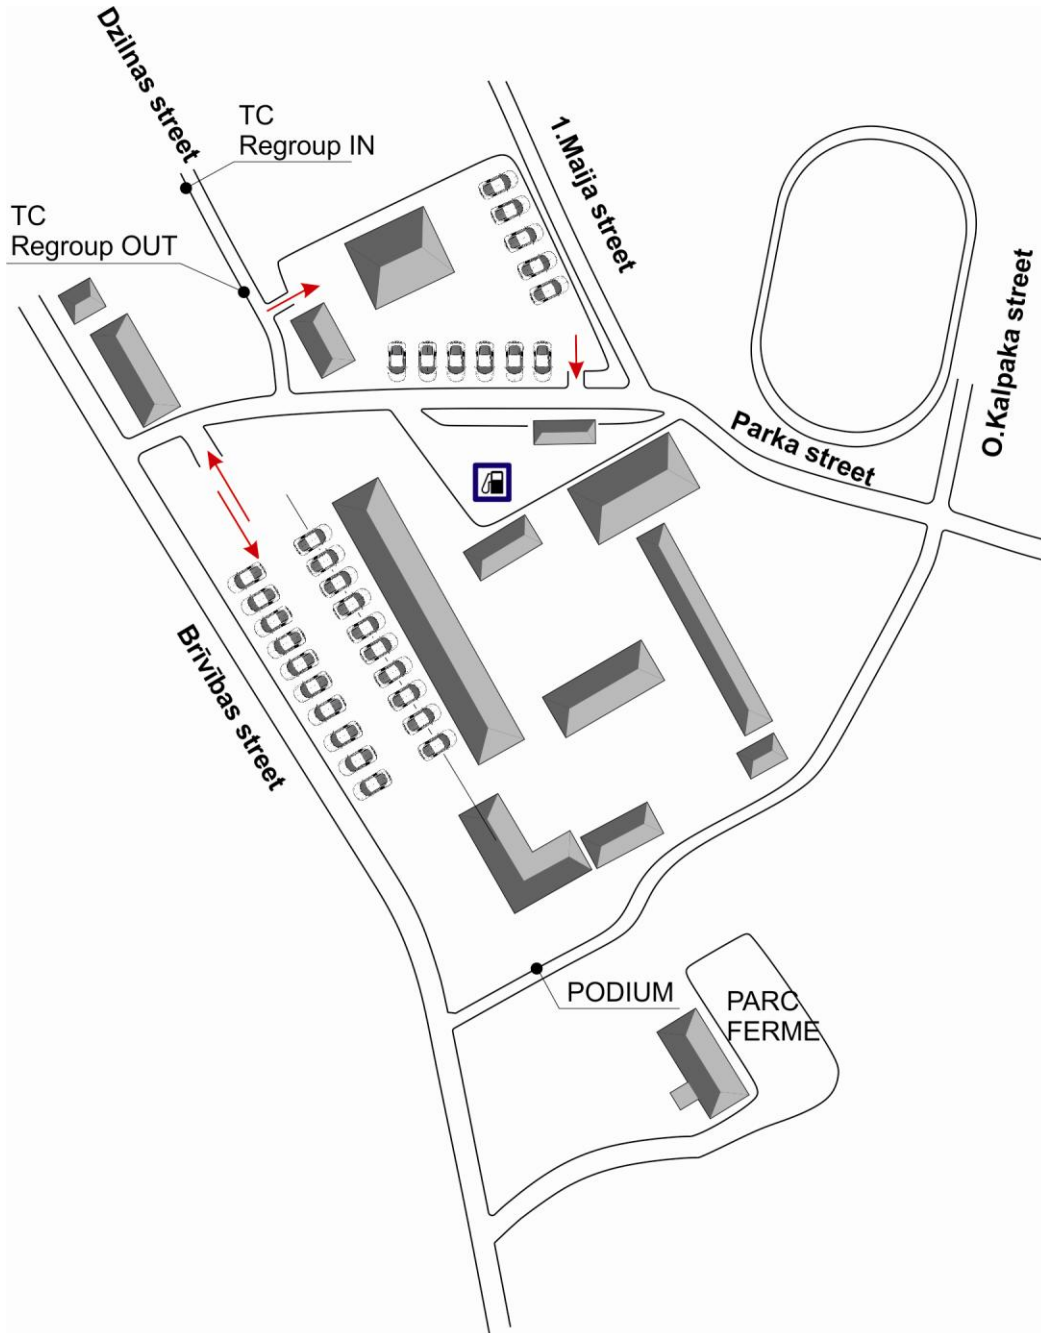 Dzilnas street
TC
Regroup IN
TC
Regroup OUT
1.Maija street
O.Kalpaka street
Parka street
Brīvības street
PODIUM
PARC
FERME